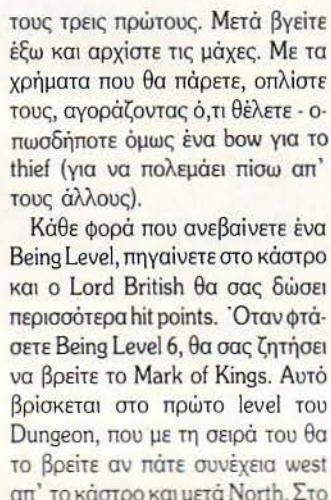 τους τρεις πρώτους. Μετά βγείτε
έξω και αρχίστε τις μάχες. Με τα
χρήματα που θα πάρετε, οπλίστε
τους, αγοράζοντας ό,τι θέλετε - ο-
πωσδήποτε όμως ένα bow για το
thief (για να πολεμάει πίσω απ'
τους άλλους).
Κάθε φορά που ανεβαίνετε ένα
Being Level, πηγαίνετε στο κάστρο
και ο Lord British θα σας δώσει
περισσότερα hit points. Όταν φτά-
σετε Being Level 6, θα σας ζητήσει
να βρείτε το Mark of Kings. Αυτό
βρίσκεται στο πρώτο level του
Dungeon, που με τη σειρά του θα
το βρείτε αν πάτε συνέχεια west
απ' το κάστρο και μετά North. Στο